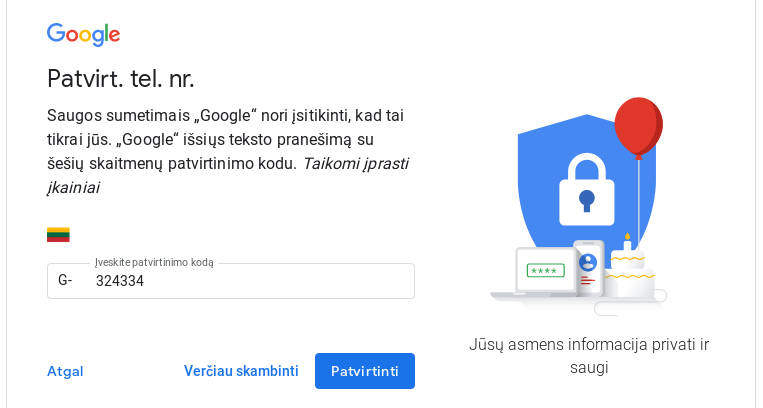 Google
Patvirt. tel. nr.
Saugos sumetimais „Google“ nori įsitikinti, kad tai
tikrai jūs. „Google“ išsiųs teksto pranešimą su
šešių skaitmenų patvirtinimo kodu. Taikomi įprasti
įkainiai
Įveskite patvirtinimo kodą
G- 324334
Atgal
Verčiau skambinti
Patvirtinti
****
Jūsų asmens informacija privati ir
saugi